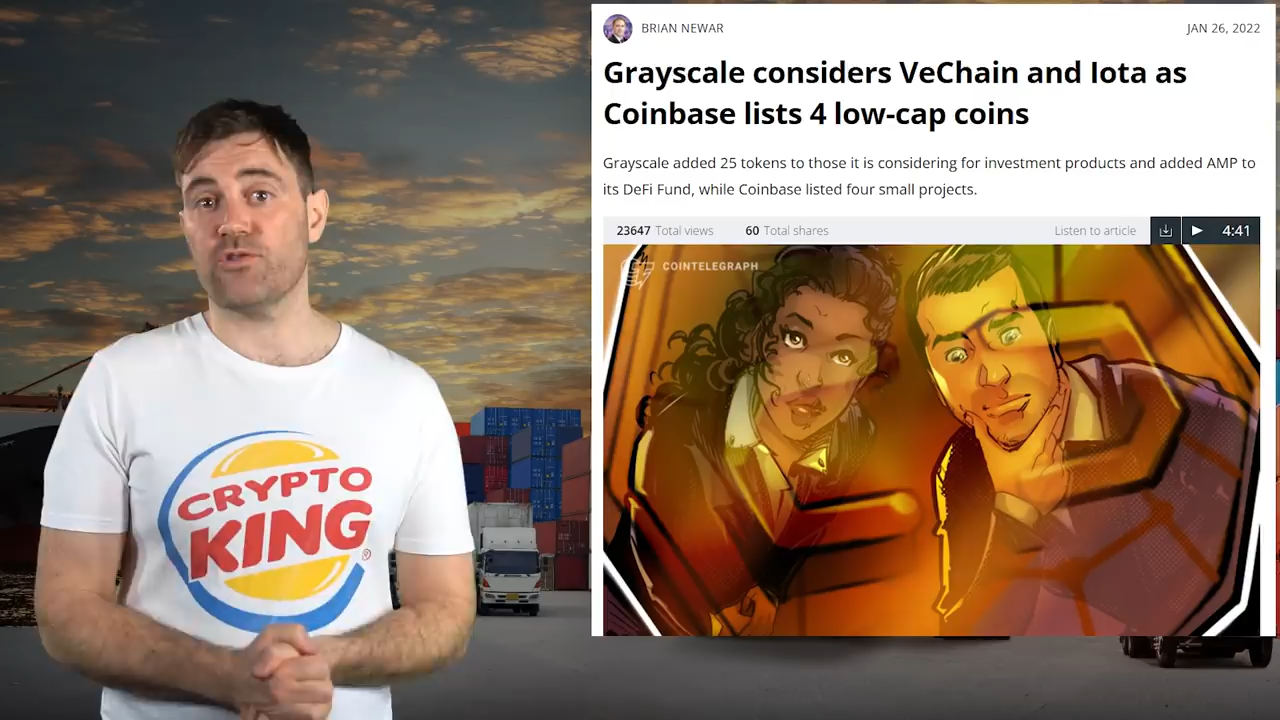 BRIAN NEWAR
JAN 26, 2022
Grayscale considers VeChain and Iota as
Coinbase lists 4 low-cap coins
Grayscale added 25 tokens to those it is considering for investment products and added AMP to
its DeFi Fund, while Coinbase listed four small projects.
23647 Total views 60 Total shares Listen to article 4:41
COINTELEGRAPH
CRYPTO
KING®